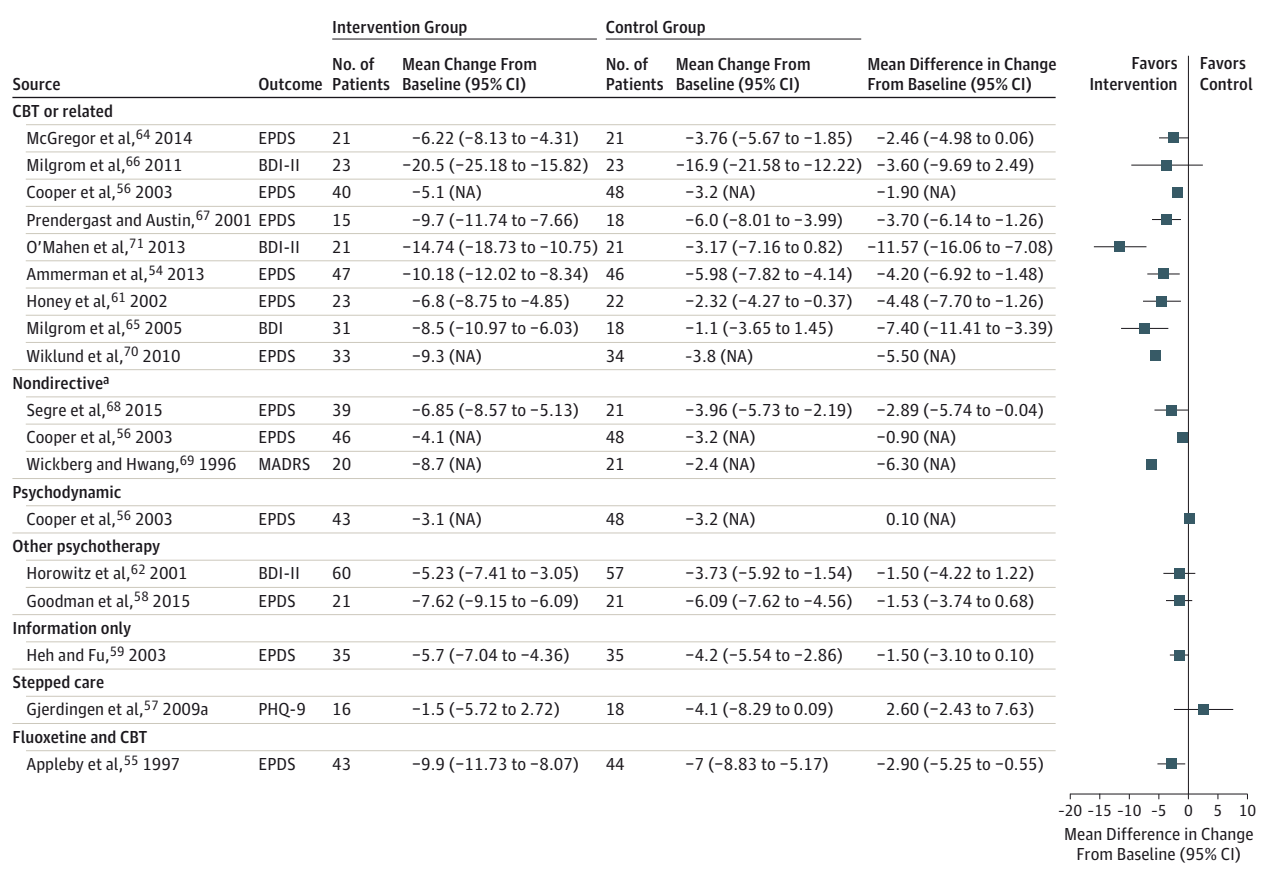 Intervention Group Control Group
No. of Mean Change From No. of Mean Change From Mean Difference in Change Favors Favors
Source Outcome Patients Baseline (95% CI) Patients Baseline (95% CI) From Baseline (95% CI) Intervention Control
CBT or related
McGregor et al,64 2014 EPDS 21 −6.22 (−8.13 to −4.31) 21 −3.76 (−5.67 to −1.85) −2.46 (−4.98 to 0.06)
Milgrom et al,66 2011 BDI-II 23 −20.5 (−25.18 to −15.82) 23 −16.9 (−21.58 to −12.22) −3.60 (−9.69 to 2.49)
Cooper et al,56 2003 EPDS 40 −5.1 (NA) 48 −3.2 (NA) −1.90 (NA)
Prendergast and Austin,67 2001 EPDS 15 −9.7 (−11.74 to −7.66) 18 −6.0 (−8.01 to −3.99) −3.70 (−6.14 to −1.26)
O’Mahen et al,71 2013 BDI-II 21 −14.74 (−18.73 to −10.75) 21 −3.17 (−7.16 to 0.82) −11.57 (−16.06 to −7.08)
Ammerman et al,54 2013 EPDS 47 −10.18 (−12.02 to −8.34) 46 −5.98 (−7.82 to −4.14) −4.20 (−6.92 to −1.48)
Honey et al,61 2002 EPDS 23 −6.8 (−8.75 to −4.85) 22 −2.32 (−4.27 to −0.37) −4.48 (−7.70 to −1.26)
Milgrom et al,65 2005 BDI 31 −8.5 (−10.97 to −6.03) 18 −1.1 (−3.65 to 1.45) −7.40 (−11.41 to −3.39)
Wiklund et al,70 2010 EPDS 33 −9.3 (NA) 34 -3.8 (NA) −5.50 (NA)
Nondirectivea
Segre et al,68 2015 EPDS 39 −6.85 (−8.57 to −5.13) 21 −3.96 (−5.73 to −2.19) −2.89 (−5.74 to −0.04)
Cooper et al,56 2003 EPDS 46 −4.1 (NA) 48 −3.2 (NA) −0.90 (NA)
Wickberg and Hwang,69 1996 MADRS 20 −8.7 (NA) 21 −2.4 (NA) −6.30 (NA)
Psychodynamic
Cooper et al,56 2003 EPDS 43 −3.1 (NA) 48 −3.2 (NA) 0.10 (NA)
Other psychotherapy
Horowitz et al,62 2001 BDI-II 60 −5.23 (−7.41 to −3.05) 57 −3.73 (−5.92 to −1.54) −1.50 (−4.22 to 1.22)
Goodman et al,58 2015 EPDS 21 −7.62 (−9.15 to −6.09) 21 −6.09 (−7.62 to −4.56) −1.53 (−3.74 to 0.68)
Information only
Heh and Fu,59 2003 EPDS 35 −5.7 (−7.04 to −4.36) 35 −4.2 (−5.54 to −2.86) −1.50 (−3.10 to 0.10)
Stepped care
Gjerdingen et al,57 2009a PHQ-9 16 −1.5 (−5.72 to 2.72) 18 −4.1 (−8.29 to 0.09) 2.60 (−2.43 to 7.63)
Fluoxetine and CBT
Appleby et al,55 1997 EPDS 43 −9.9 (−11.73 to −8.07) 44 −7 (−8.83 to −5.17) −2.90 (−5.25 to −0.55)
-20 -15 -10 -5 0 5 10
Mean Difference in Change
From Baseline (95% CI)